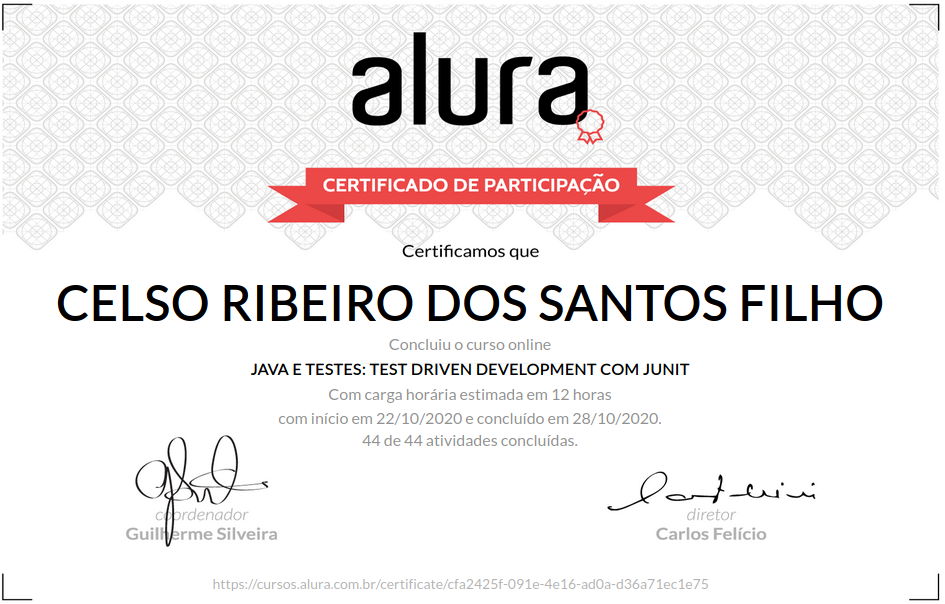 alura
CERTIFICADO DE PARTICIPAÇÃO
Certificamos que
CELSO RIBEIRO DOS SANTOS FILHO
Concluiu o curso online
JAVA E TESTES: TEST DRIVEN DEVELOPMENT COM JUNIT
Com carga horária estimada em 12 horas
com início em 22/10/2020 e concluído em 28/10/2020.
44 de 44 atividades concluídas.
coordenador
Guilherme Silveira
diretor
Carlos Felício
https://cursos.alura.com.br/certificate/cfa2425f-091e-4e16-ad0a-d36a71ec1e75